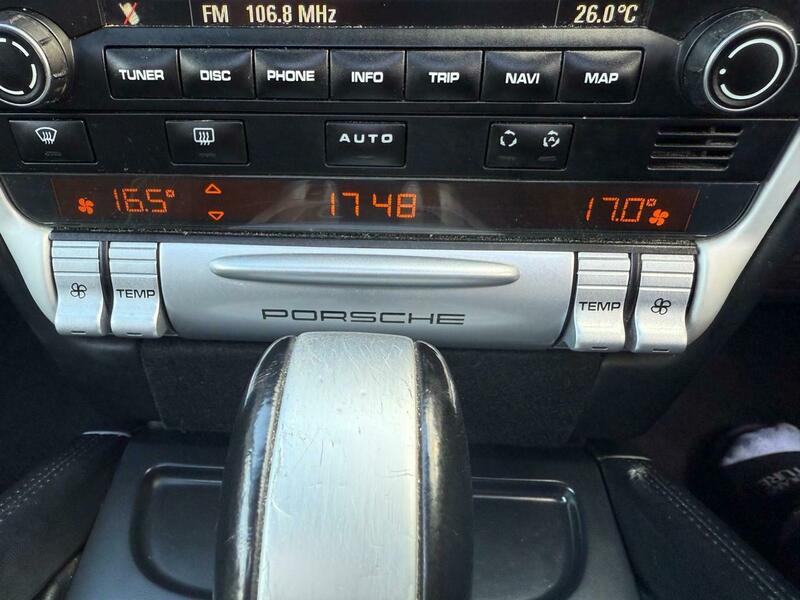 FM 106.8 MHz 26.0°C
TUNER DISC PHONE INFO TRIP NAVI MAP
AUTO A
16.5° 17 48 17.0°
TEMP TEMP
PORSCHE